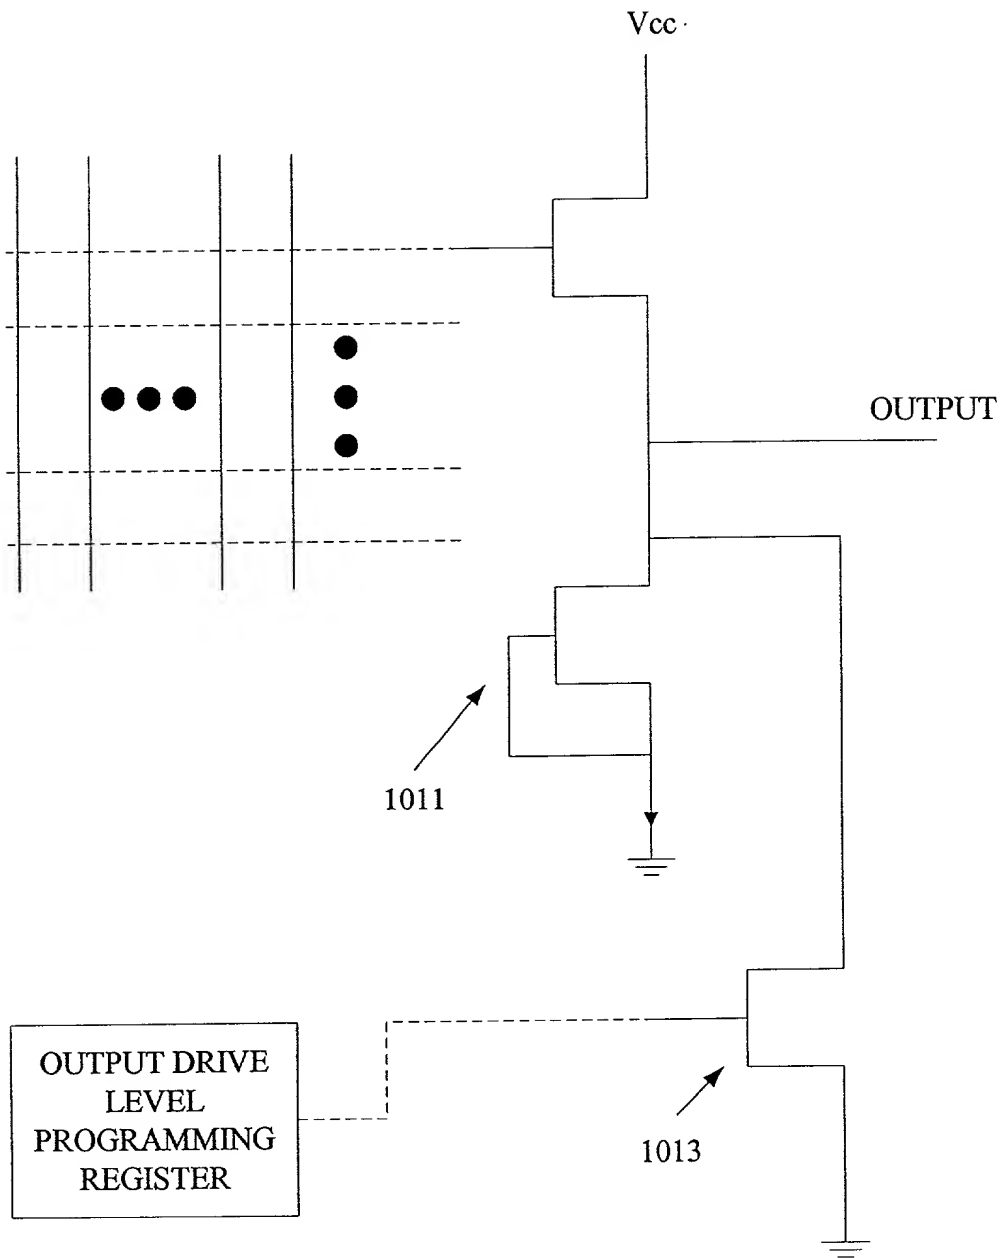 Vcc
OUTPUT
1011
OUTPUT DRIVE
LEVEL
PROGRAMMING
REGISTER
1013